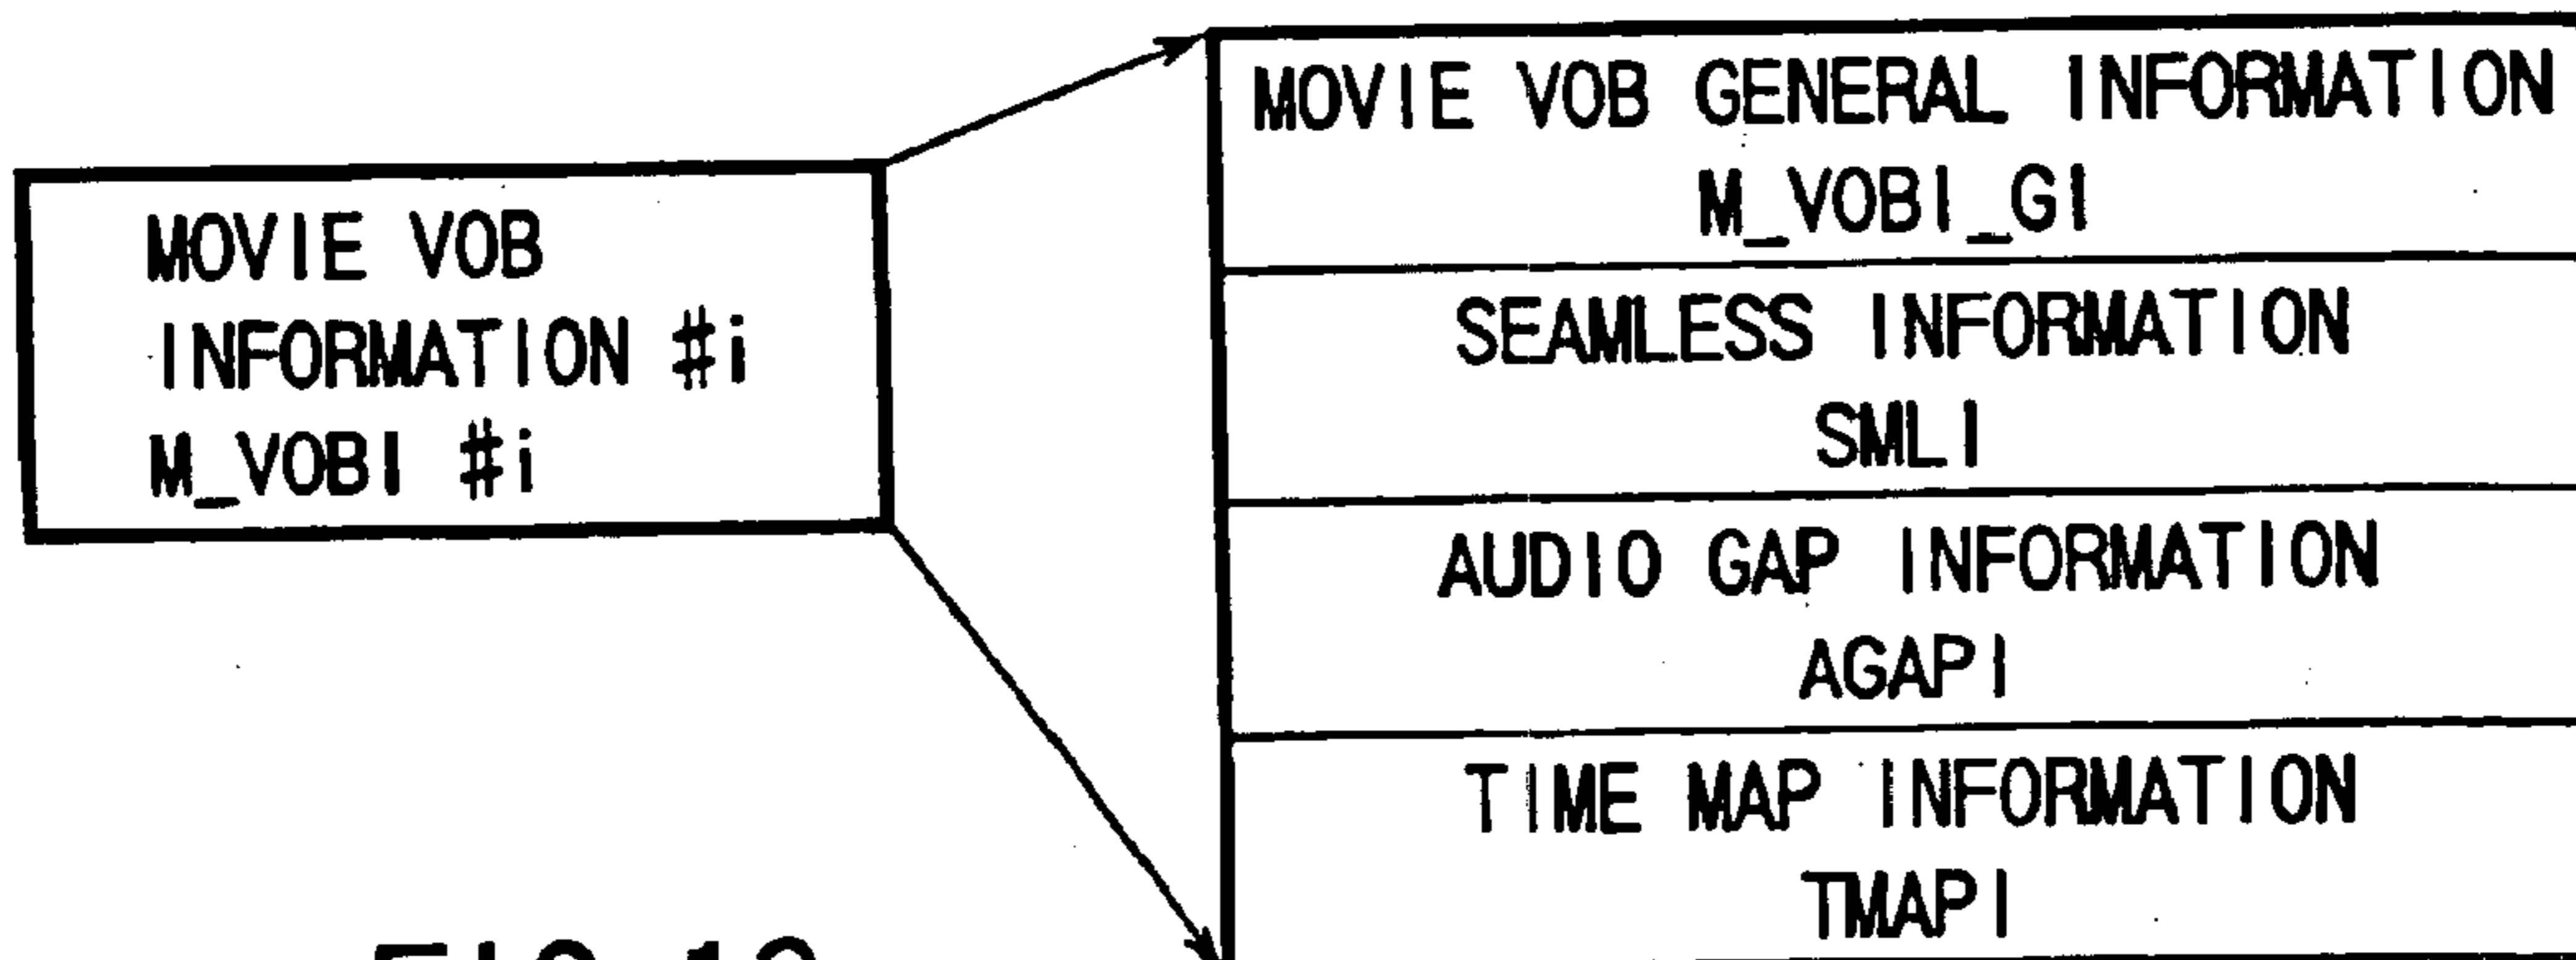 MOVIE VOB
INFORMATION #i
M_VOBI #i
MOVIE VOB GENERAL INFORMATION
M_VOBI_GI
SEAMLESS INFORMATION
SMLI
AUDIO GAP INFORMATION
AGAPI
TIME MAP INFORMATION
TMAPI